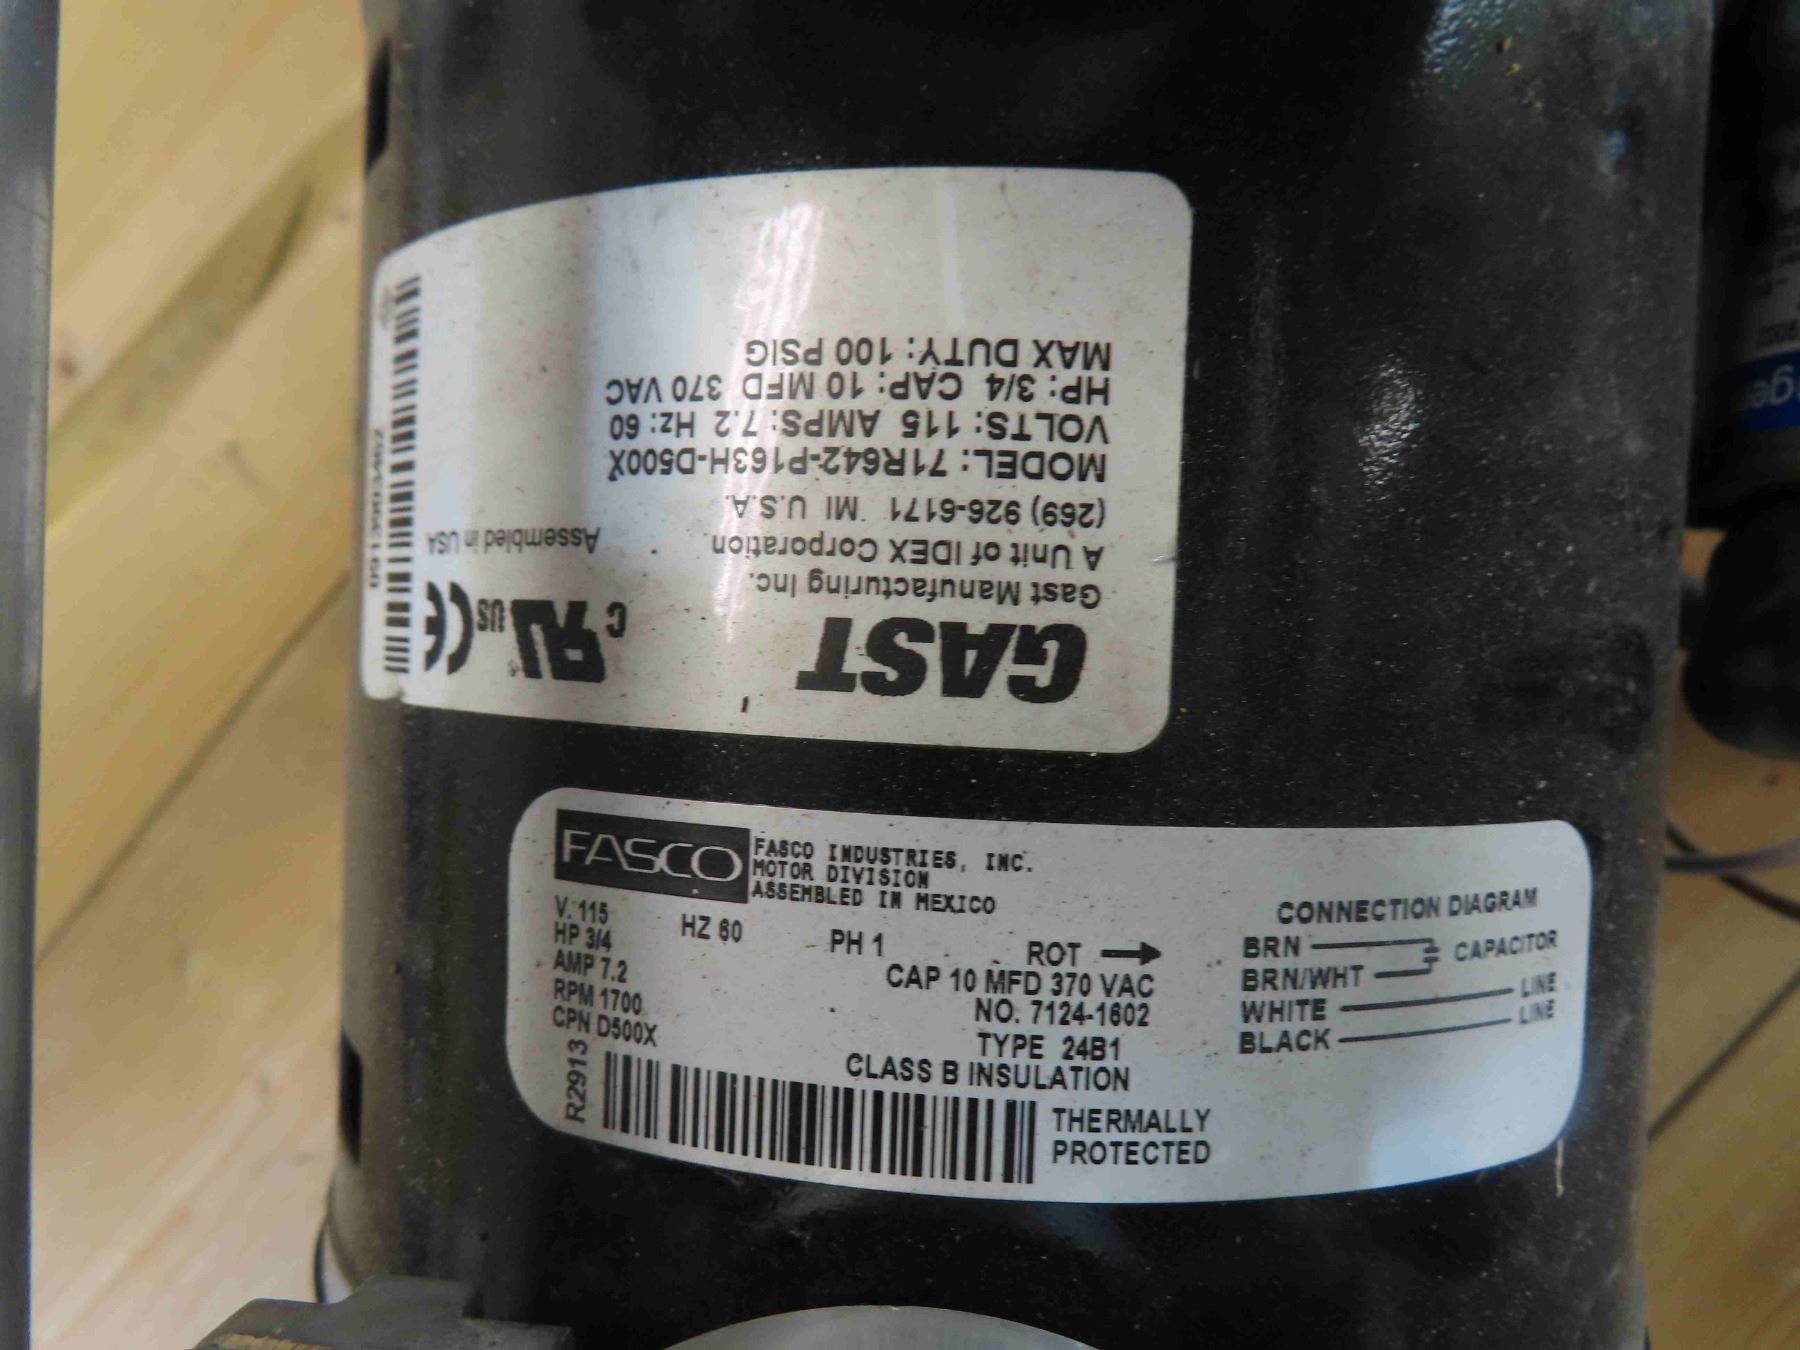 GAST
Gast Manufacturing Inc.
A Unit of IDEX Corporation
(269) 926-6171 MI U.S.A.
MODEL: 71R642-P163H-D500X
VOLTS: 115 AMPS: 7.2 Hz: 60
HP: 3/4 CAP: 10 MFD 370 VAC
MAX DUTY: 100 PSIG
C UR US CE
Assembled in USA
FASCO
FASCO INDUSTRIES, INC.
MOTOR DIVISION
ASSEMBLED IN MEXICO
V. 115
HZ 60
PH 1
ROT
HP 3/4
AMP 7.2
CAP 10 MFD 370 VAC
RPM 1700
NO. 7124-1602
CPN D500X
TYPE 24B1
CLASS B INSULATION
R2913
THERMALLY
PROTECTED
CONNECTION DIAGRAM
BRN
CAPACITOR
BRN/WHT
WHITE LINE
BLACK LINE